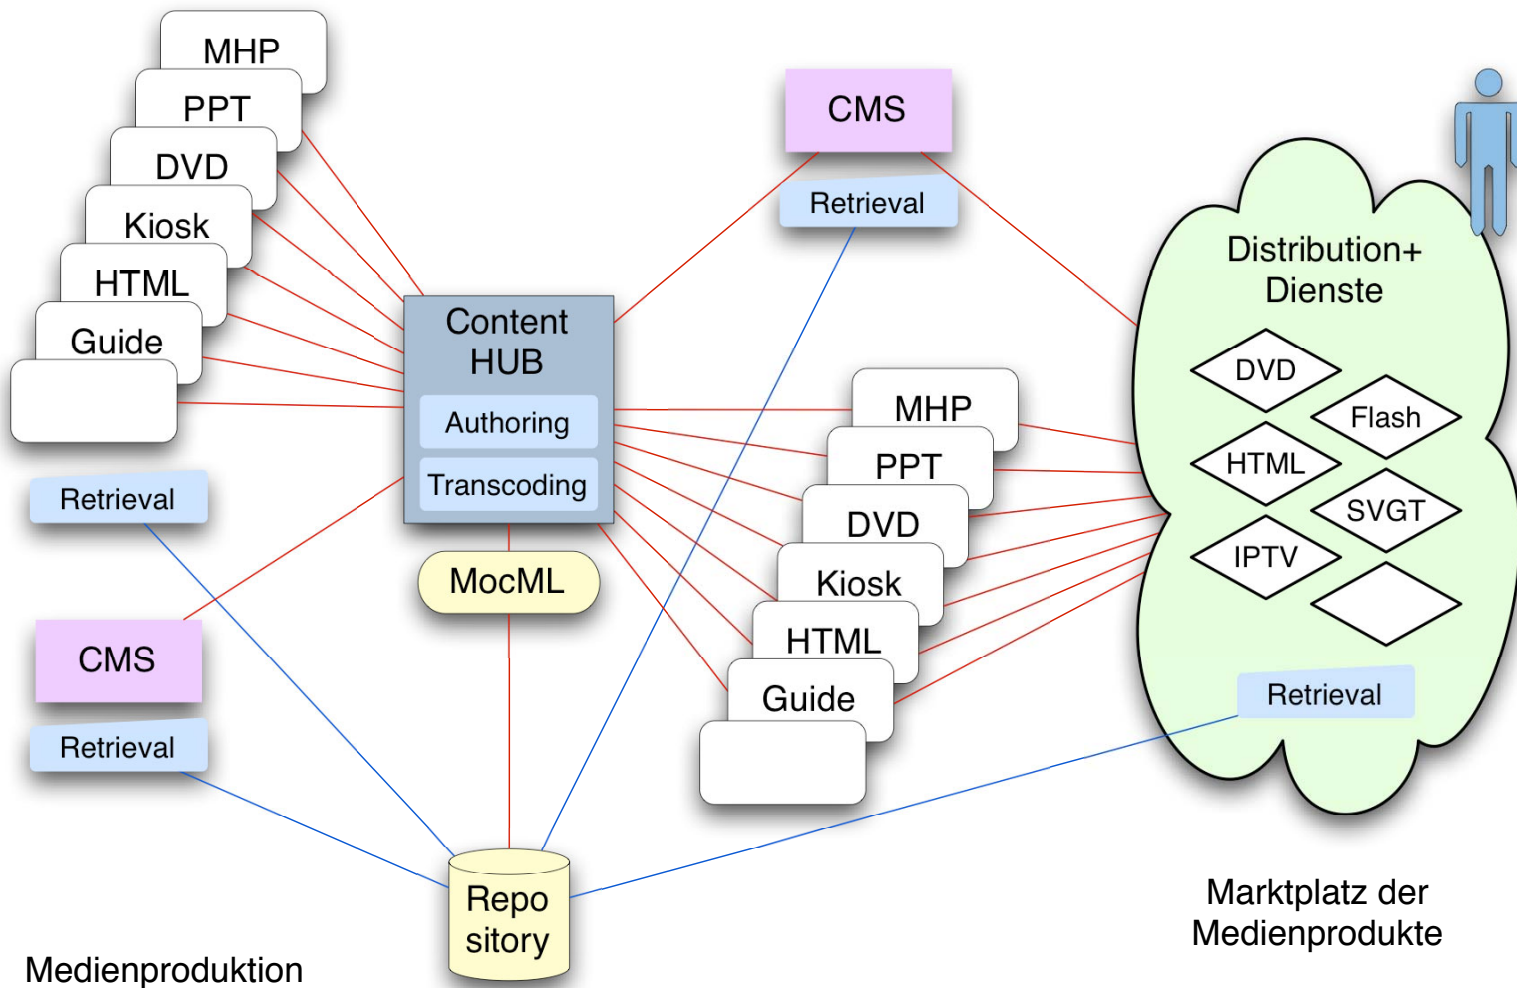 MHP
PPT
DVD
Kiosk
HTML
Guide
Retrieval
CMS
Retrieval
Medienproduktion
Content
HUB
Authoring
Transcoding
MocML
Repo
sitory
CMS
Retrieval
MHP
PPT
DVD
Kiosk
HTML
Guide
Distribution+
Dienste
DVD
Flash
HTML
SVGT
IPTV
Retrieval
Marktplatz der
Medienprodukte